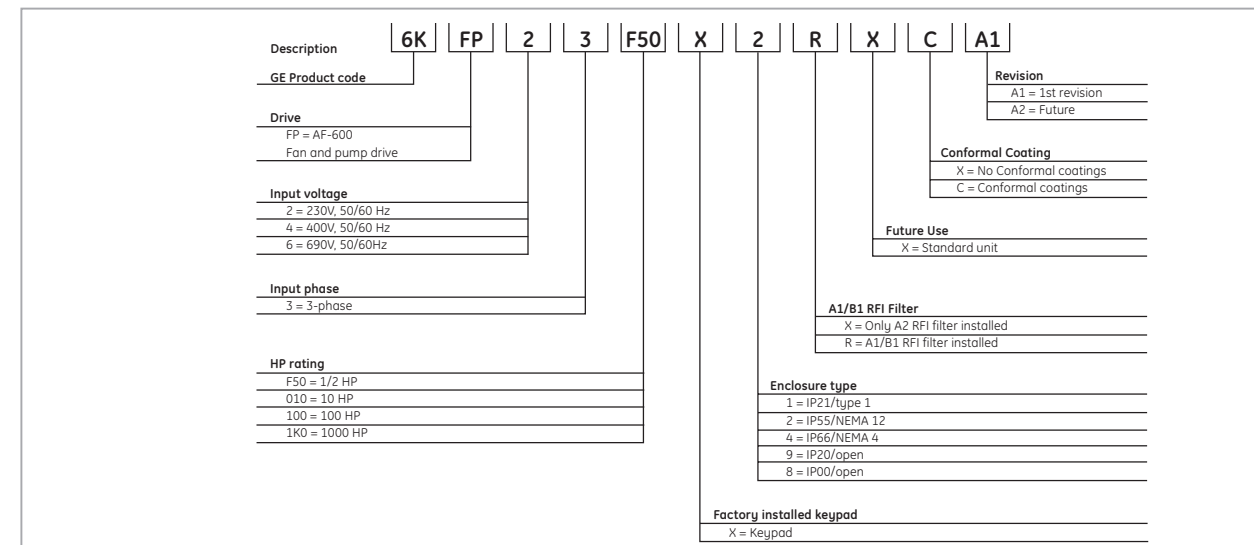 Description 6K FP 2 3 F50 X 2 R X C A1
GE Product code
Drive
FP = AF-600
Fan and pump drive
Input voltage
2 = 230V, 50/60 Hz
4 = 400V, 50/60 Hz
6 = 690V, 50/60Hz
Input phase
3 = 3-phase
HP rating
F50 = 1/2 HP
010 = 10 HP
100 = 100 HP
1K0 = 1000 HP
Revision
A1 = 1st revision
A2 = Future
Conformal Coating
X = No Conformal coatings
C = Conformal coatings
Future Use
X = Standard unit
A1/B1 RFI Filter
X = Only A2 RFI filter installed
R = A1/B1 RFI filter installed
Enclosure type
1 = IP21/type 1
2 = IP55/NEMA 12
4 = IP66/NEMA 4
9 = IP20/open
8 = IP00/open
Factory installed keypad
X = Keypad